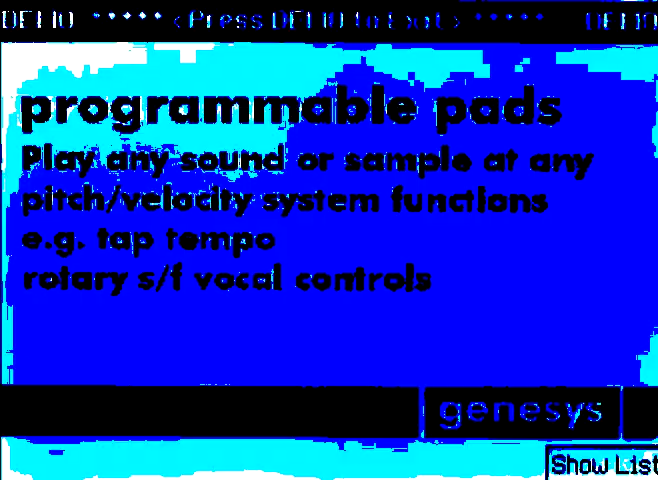 DEMO ***** <Press DEMO to Exit> ***** DEMO
programmable pads
Play any sound or sample at any
pitch/velocity system functions
e.g. tap tempo
rotary s/f vocal controls
genesys
Show List